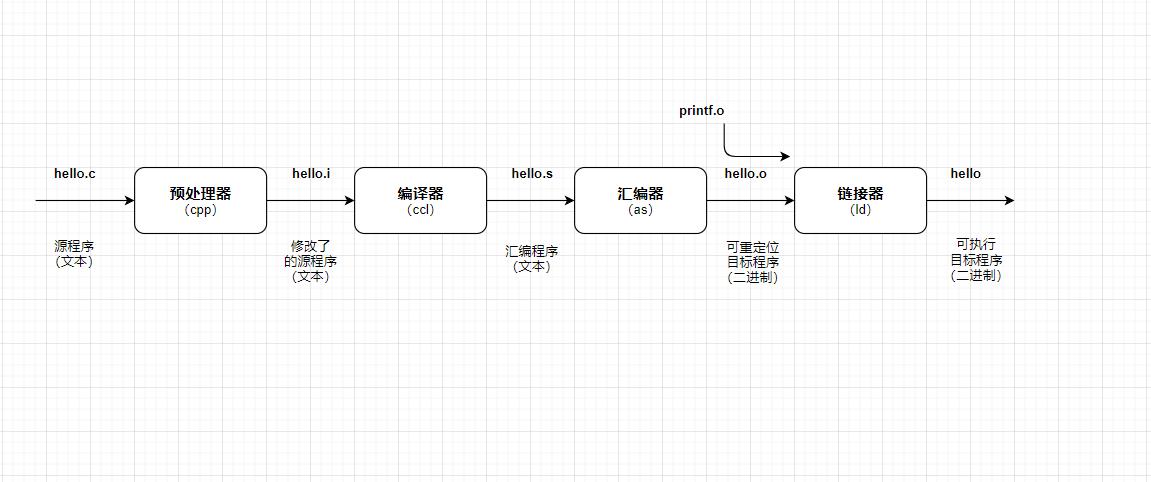 printf.o
hello.c
hello.i
hello.s
hello.o
hello
预处理器
（cpp）
编译器
（ccl）
汇编器
（as）
链接器
（ld）
源程序
（文本）
修改了
的源程序
（文本）
汇编程序
（文本）
可重定位
目标程序
（二进制）
可执行
目标程序
（二进制）